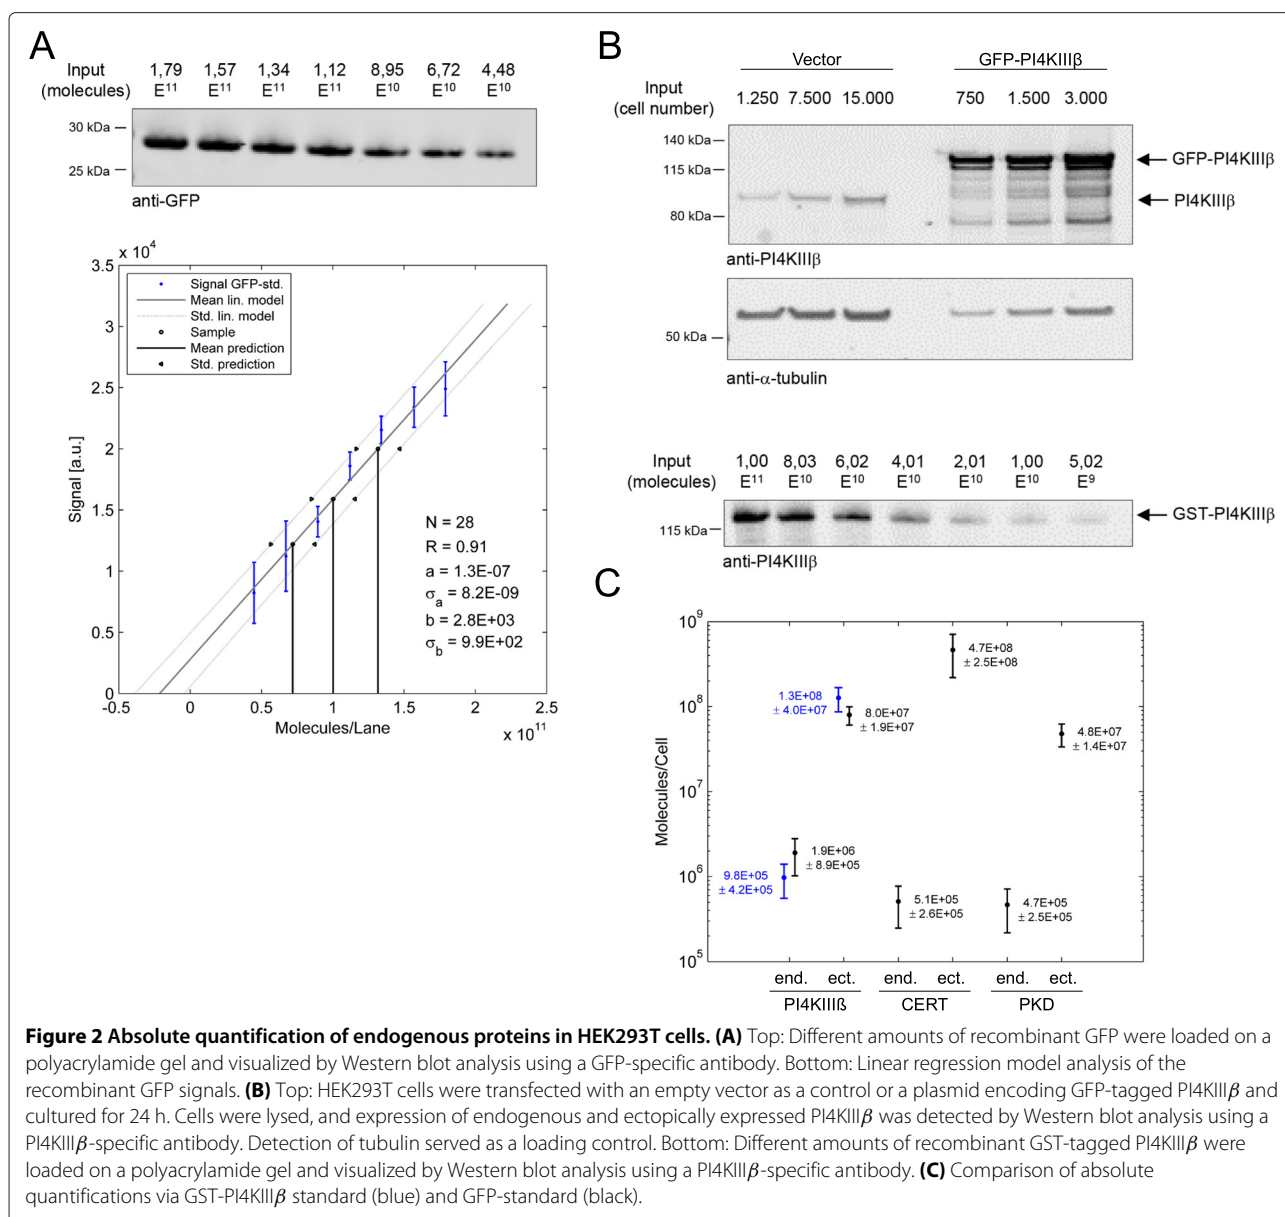 A
Input
(molecules)
1,79 1,57 1,34 1,12 8,95 6,72 4,48
E¹¹ E¹¹ E¹¹ E¹¹ E¹⁰ E¹⁰ E¹⁰
30 kDa
25 kDa
anti-GFP
x 10⁴
Signal GFP-std.
Mean lin. model
Std. lin. model
Sample
Mean prediction
Std. prediction
3.5
3
2.5
2
1.5
1
0.5
0
Signal [a.u.]
N = 28
R = 0.91
a = 1.3E-07
σa = 8.2E-09
b = 2.8E+03
σb = 9.9E+02
-0.5 0 0.5 1 1.5 2 2.5
Molecules/Lane
x 10¹¹
B
Vector GFP-PI4KIIIβ
Input
(cell number)
1.250 7.500 15.000 750 1.500 3.000
140 kDa
115 kDa
80 kDa
GFP-PI4KIIIβ
PI4KIIIβ
anti-PI4KIIIβ
50 kDa
anti-α-tubulin
Input
(molecules)
1,00 8,03 6,02 4,01 2,01 1,00 5,02
E¹¹ E¹⁰ E¹⁰ E¹⁰ E¹⁰ E¹⁰ E⁹
115 kDa
GST-PI4KIIIβ
anti-PI4KIIIβ
C
10⁹
10⁸
10⁷
10⁶
10⁵
Molecules/Cell
9.8E+05
± 4.2E+05
1.9E+06
± 8.9E+05
1.3E+08
± 4.0E+07
8.0E+07
± 1.9E+07
5.1E+05
± 2.6E+05
4.7E+08
± 2.5E+08
4.7E+05
± 2.5E+05
4.8E+07
± 1.4E+07
end. ect. end. ect. end. ect.
PI4KIIIß CERT PKD
Figure 2 Absolute quantification of endogenous proteins in HEK293T cells. (A) Top: Different amounts of recombinant GFP were loaded on a
polyacrylamide gel and visualized by Western blot analysis using a GFP-specific antibody. Bottom: Linear regression model analysis of the
recombinant GFP signals. (B) Top: HEK293T cells were transfected with an empty vector as a control or a plasmid encoding GFP-tagged PI4KIIIβ and
cultured for 24 h. Cells were lysed, and expression of endogenous and ectopically expressed PI4KIIIβ was detected by Western blot analysis using a
PI4KIIIβ-specific antibody. Detection of tubulin served as a loading control. Bottom: Different amounts of recombinant GST-tagged PI4KIIIβ were
loaded on a polyacrylamide gel and visualized by Western blot analysis using a PI4KIIIβ-specific antibody. (C) Comparison of absolute
quantifications via GST-PI4KIIIβ standard (blue) and GFP-standard (black).